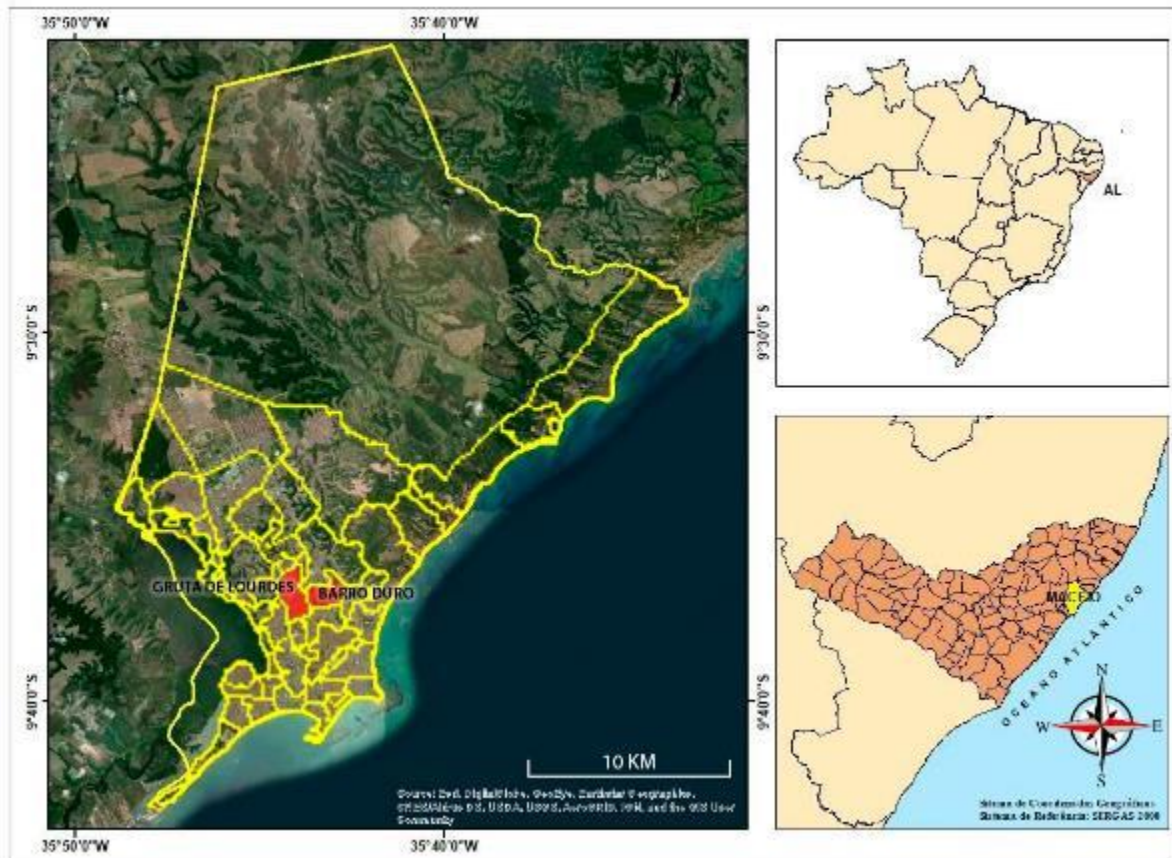 35°50'0"W
35°40'0"W
9°30'0"S
9°30'0"S
GRUTA DE LOURDES
BARRO DURO
9°40'0"S
9°40'0"S
10 KM
Source: Esri, DigitalGlobe, GeoEye, Earthstar Geographics,
CNES/Airbus DS, USDA, USGS, AeroGRID, IGN, and the GIS User
Community
35°50'0"W
35°40'0"W
AL
MACEIÓ
OCEANO ATLÂNTICO
N
W
E
S
Sistema de Coordenadas Geográficas
Sistema de Referência: SIRGAS 2000